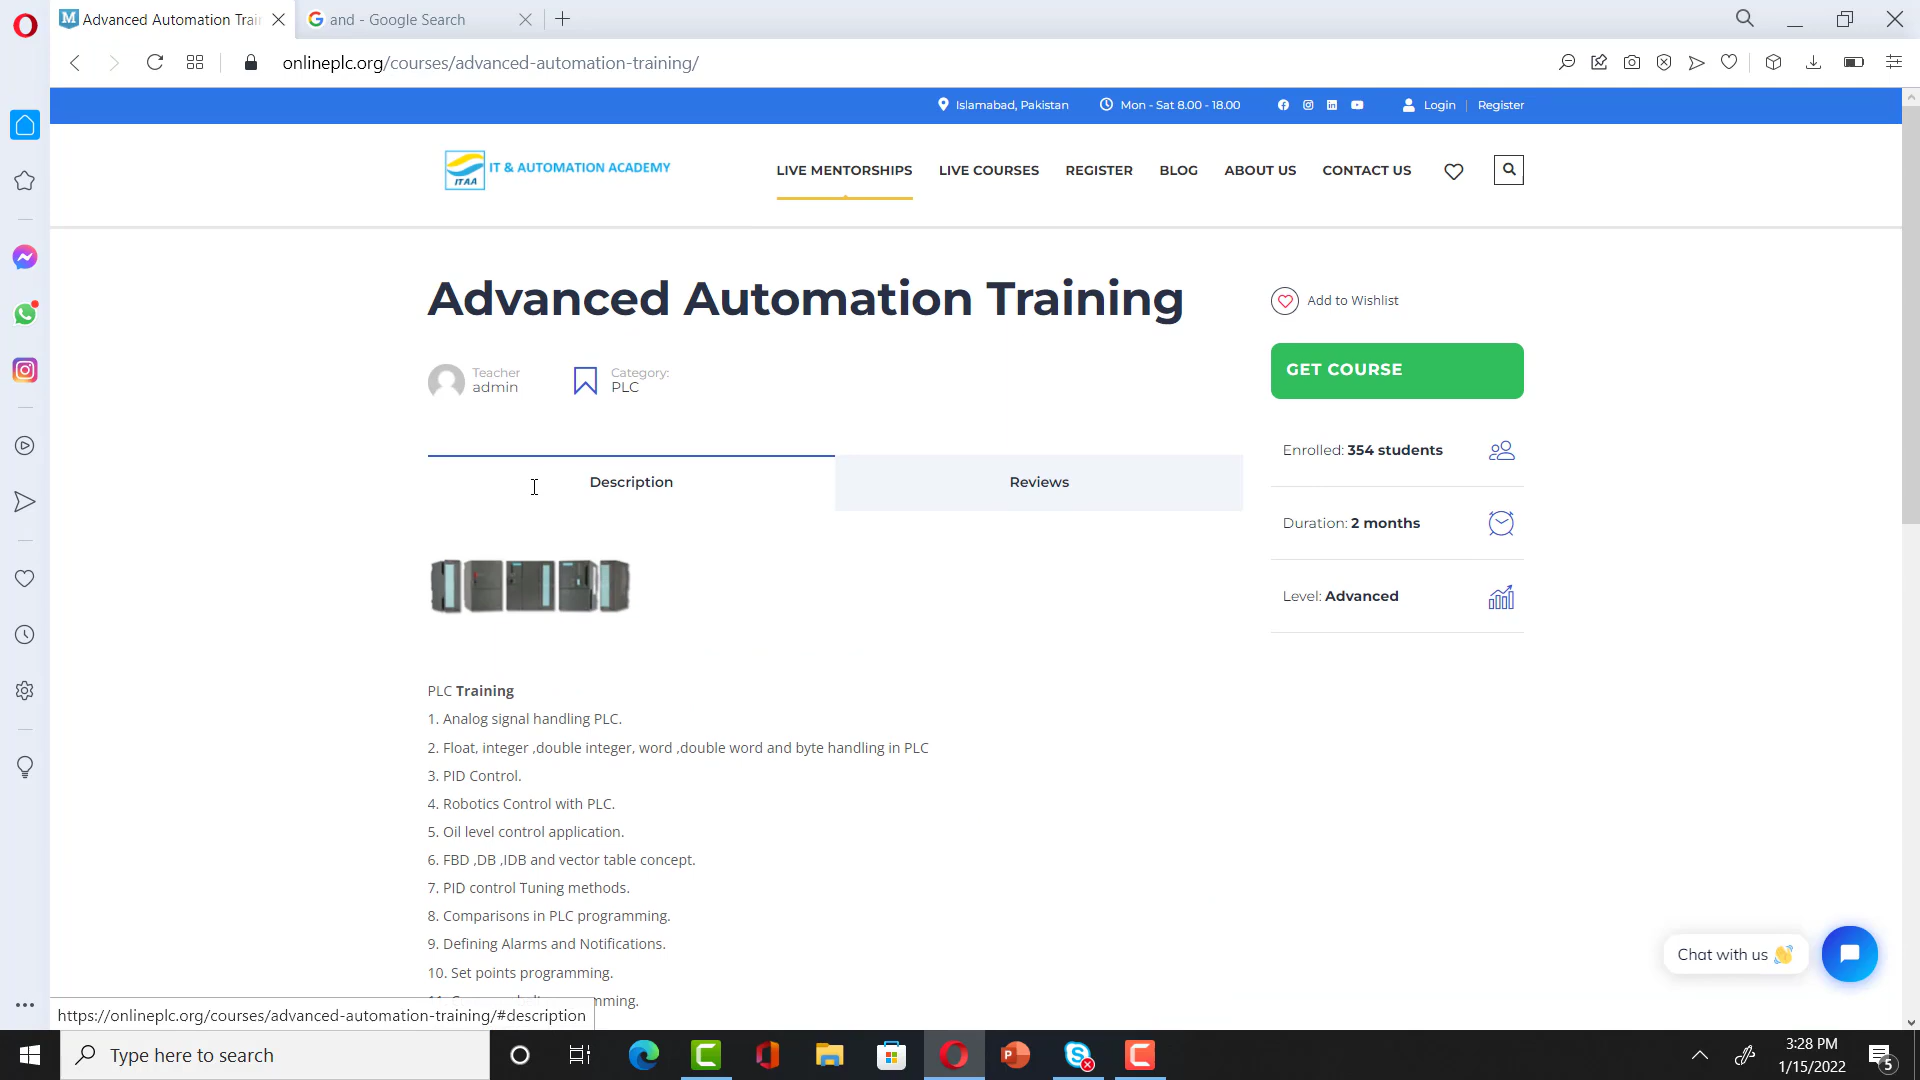 Advanced Automation Trai
and - Google Search
onlineplc.org/courses/advanced-automation-training/
Islamabad, Pakistan
Mon - Sat 8.00 - 18.00
Login
Register
ITAA
IT & AUTOMATION ACADEMY
LIVE MENTORSHIPS
LIVE COURSES
REGISTER
BLOG
ABOUT US
CONTACT US
Advanced Automation Training
Add to Wishlist
Teacher
admin
Category:
PLC
GET COURSE
Enrolled: 354 students
Description
Reviews
Duration: 2 months
Level: Advanced
PLC Training
1. Analog signal handling PLC.
2. Float, integer ,double integer, word ,double word and byte handling in PLC
3. PID Control.
4. Robotics Control with PLC.
5. Oil level control application.
6. FBD ,DB ,IDB and vector table concept.
7. PID control Tuning methods.
8. Comparisons in PLC programming.
9. Defining Alarms and Notifications.
10. Set points programming.
Chat with us 👋
https://onlineplc.org/courses/advanced-automation-training/#description
Type here to search
3:28 PM
1/15/2022
5